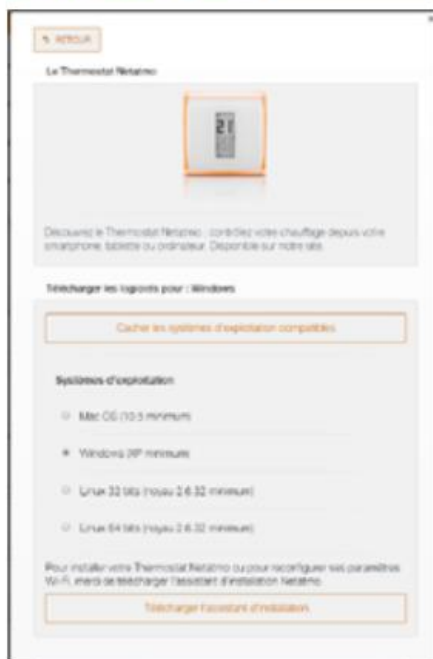 RETOUR
Le Thermostat Netatmo
Découvrez le Thermostat Netatmo : contrôlez votre chauffage depuis votre
smartphone, tablette ou ordinateur. Disponible sur notre site.
Télécharger les logiciels pour : Windows
Cacher les systèmes d'exploitation compatibles
Systèmes d'exploitation
Mac OS (10.5 minimum)
Windows (XP minimum)
Linux 32 bits (noyau 2.6.32 minimum)
Linux 64 bits (noyau 2.6.32 minimum)
Pour installer votre Thermostat Netatmo ou pour reconfigurer ses paramètres
Wi-Fi, merci de télécharger l'assistant d'installation Netatmo.
Télécharger l'assistant d'installation